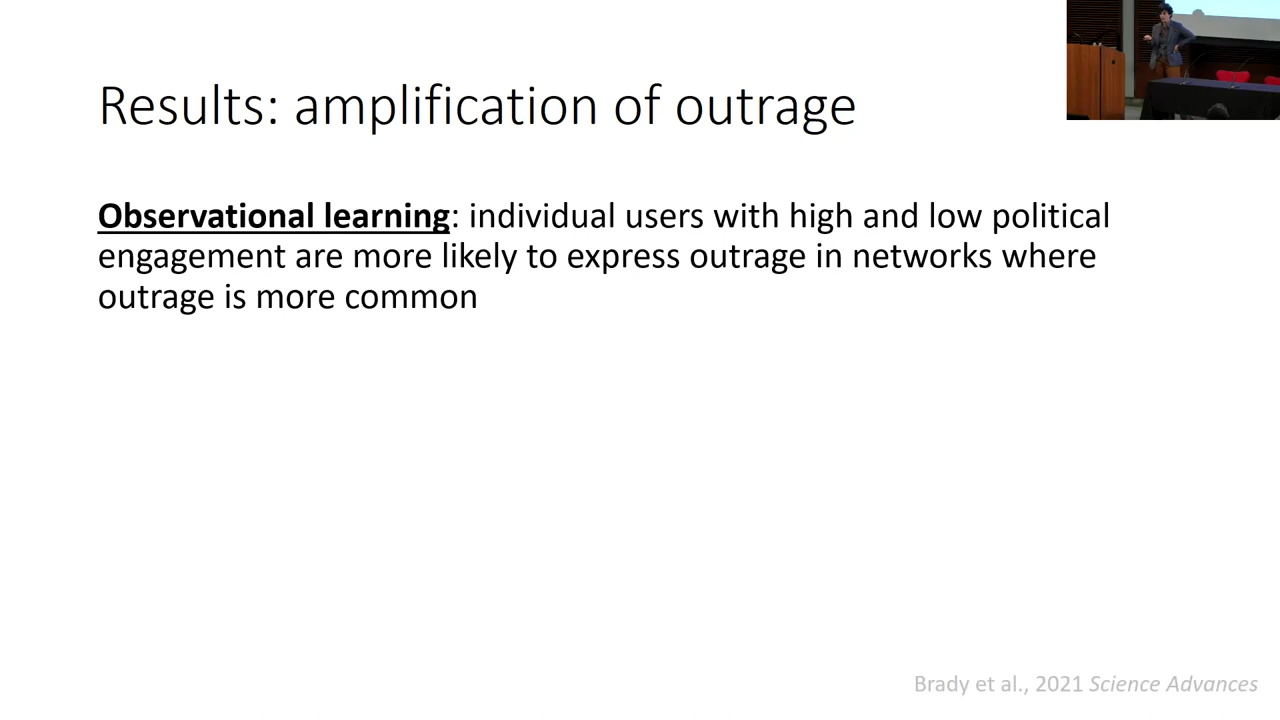 Results: amplification of outrage
Observational learning: individual users with high and low political
engagement are more likely to express outrage in networks where
outrage is more common
Brady et al., 2021 Science Advances